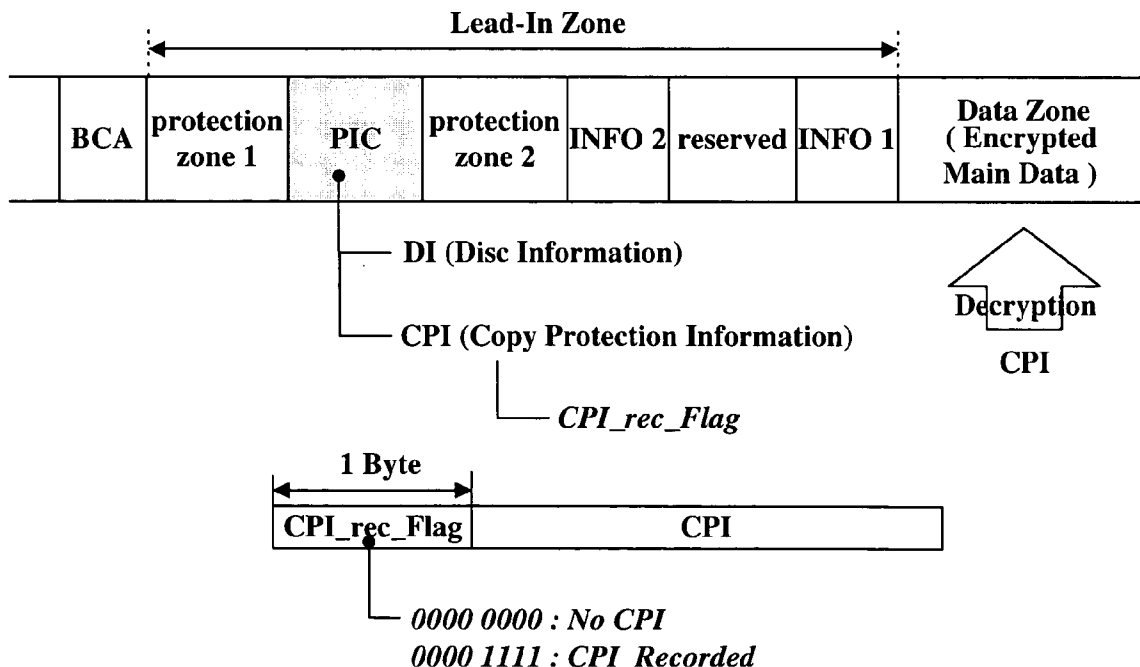 Lead-In Zone
BCA
protection
zone 1
PIC
protection
zone 2
INFO 2
reserved
INFO 1
Data Zone
( Encrypted
Main Data )
DI (Disc Information)
CPI (Copy Protection Information)
CPI_rec_Flag
Decryption
CPI
1 Byte
CPI_rec_Flag
CPI
0000 0000 : No CPI
0000 1111 : CPI Recorded